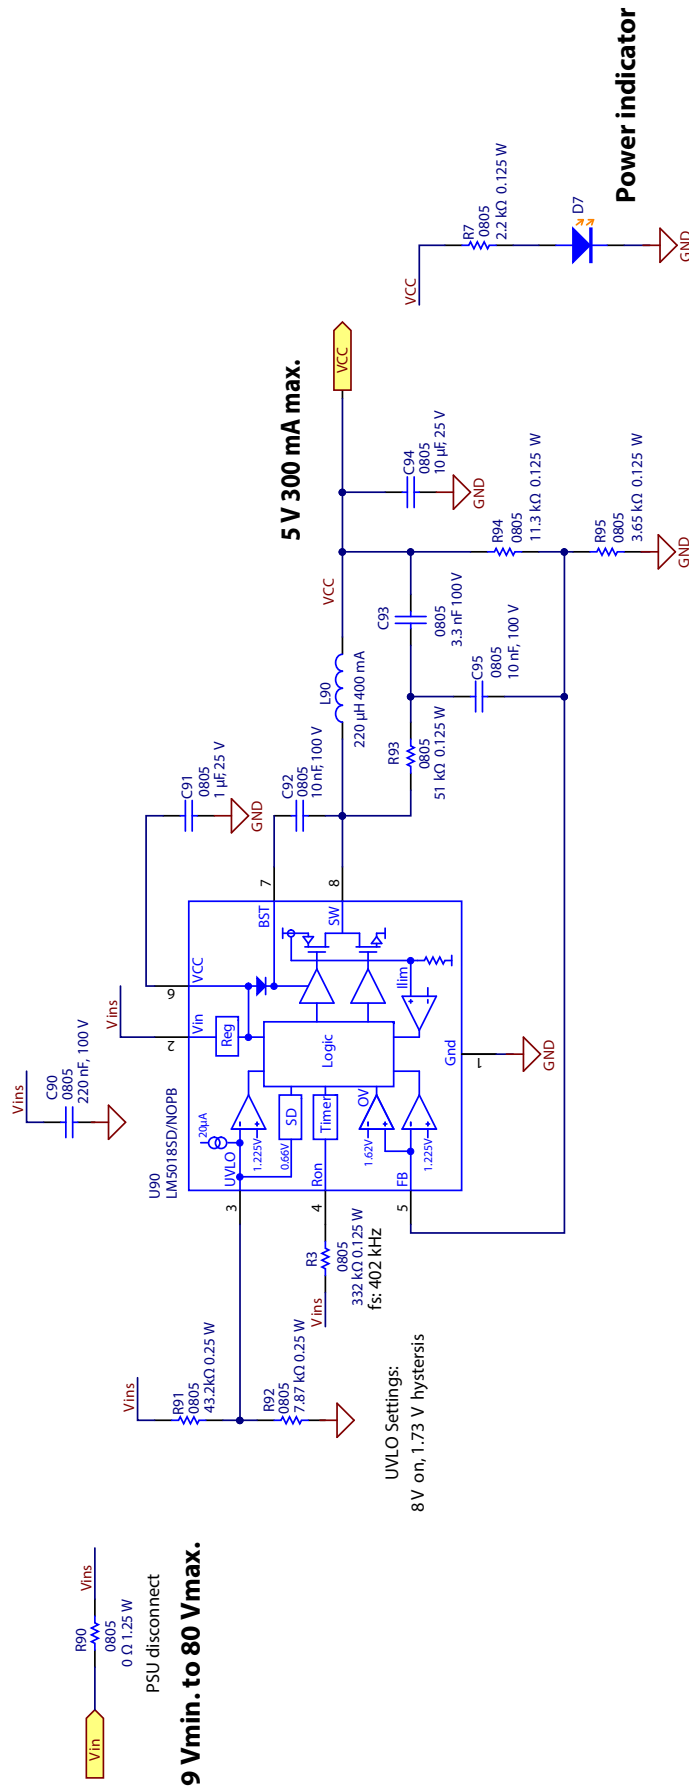 Vin
R90
0805
0 Ω 1.25 W
Vins
PSU disconnect
9 Vmin. to 80 Vmax.
Vins
R91
0805
43.2kΩ 0.25 W
R92
0805
7.87 kΩ 0.25 W
UVLO Settings:
8 V on, 1.73 V hystersis
Vins
R3
0805
332 kΩ 0.125 W
fs: 402 kHz
Vins
C90
0805
220 nF, 100 V
U90
LM5018SD/NOPB
Vins
3
4
5
2
6
7
8
1
UVLO
20µA
1.225V
0.66V
SD
Ron
Timer
OV
1.62V
FB
1.225V
Vin
Reg
VCC
Logic
BST
SW
Ilim
Gnd
GND
C91
0805
1 µF, 25 V
GND
C92
0805
10 nF, 100 V
L90
220 µH 400 mA
R93
0805
51 kΩ 0.125 W
C93
0805
3.3 nF 100 V
C95
0805
10 nF, 100 V
VCC
5 V 300 mA max.
VCC
C94
0805
10 µF, 25 V
GND
R94
0805
11.3 kΩ 0.125 W
R95
0805
3.65 kΩ 0.125 W
GND
VCC
R7
0805
2.2 kΩ 0.125 W
D7
GND
Power indicator